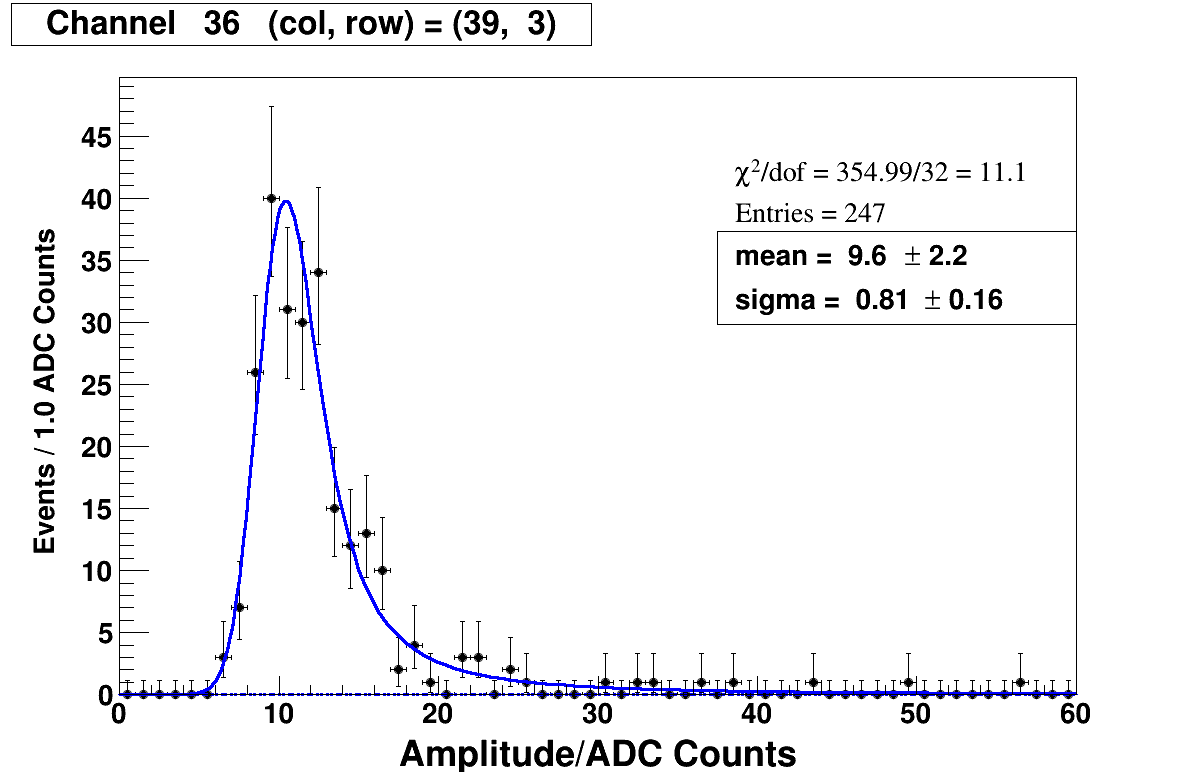 Channel 36 (col, row) = (39, 3)
χ²/dof = 354.99/32 = 11.1
Entries = 247
mean = 9.6 ± 2.2
sigma = 0.81 ± 0.16
Events / 1.0 ADC Counts
45
40
35
30
25
20
15
10
5
0
0 10 20 30 40 50 60
Amplitude/ADC Counts